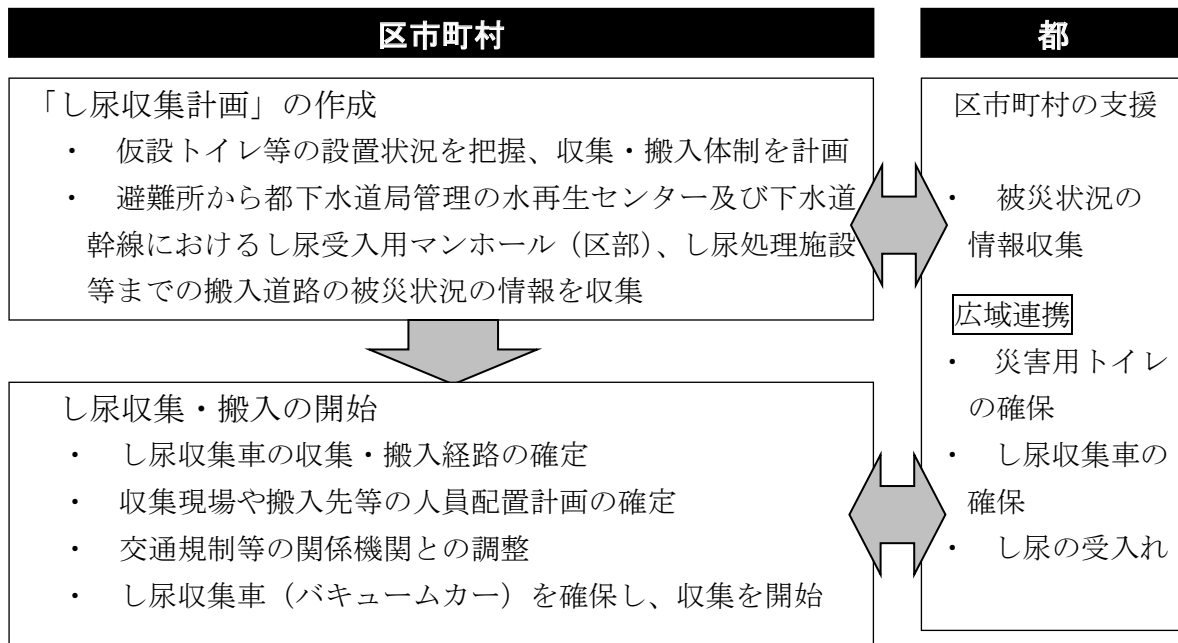 区市町村
「し尿収集計画」の作成
・ 仮設トイレ等の設置状況を把握、収集・搬入体制を計画
・ 避難所から都下水道局管理の水再生センター及び下水道
幹線におけるし尿受入用マンホール（区部）、し尿処理施設
等までの搬入道路の被災状況の情報を収集
し尿収集・搬入の開始
・ し尿収集車の収集・搬入経路の確定
・ 収集現場や搬入先等の人員配置計画の確定
・ 交通規制等の関係機関との調整
・ し尿収集車（バキュームカー）を確保し、収集を開始
都
区市町村の支援
・ 被災状況の
情報収集
広域連携
・ 災害用トイレ
の確保
・ し尿収集車の
確保
・ し尿の受入れ